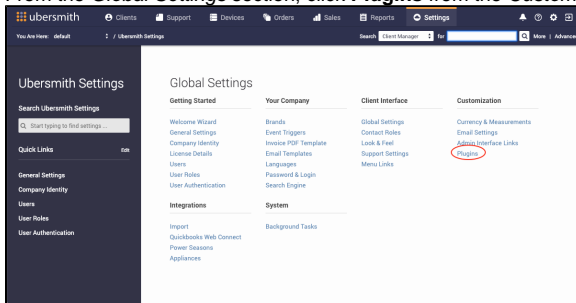 From the Global Settings section, click Plugins from the Custom
ubersmith Clients Support Devices Orders Sales Reports Settings
You Are Here: default / Ubersmith Settings Search Client Manager for More | Advance
Ubersmith Settings
Search Ubersmith Settings
Start typing to find settings ...
Quick Links Edit
General Settings
Company Identity
Users
User Roles
User Authentication
Global Settings
Getting Started Your Company Client Interface Customization
Welcome Wizard Brands Global Settings Currency & Measurements
General Settings Event Triggers Contact Roles Email Settings
Company Identity Invoice PDF Template Look & Feel Admin Interface Links
License Details Email Templates Support Settings Plugins
Users Languages Menu Links
User Roles Password & Login
User Authentication Search Engine
Integrations System
Import Background Tasks
Quickbooks Web Connect
Power Seasons
Appliances